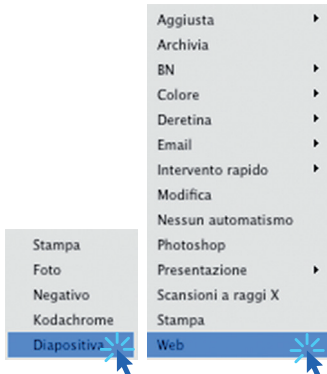 Stampa
Foto
Negativo
Kodachrome
Diapositiva
Aggiusta
Archivia
BN
Colore
Deretina
Email
Intervento rapido
Modifica
Nessun automatismo
Photoshop
Presentazione
Scansioni a raggi X
Stampa
Web